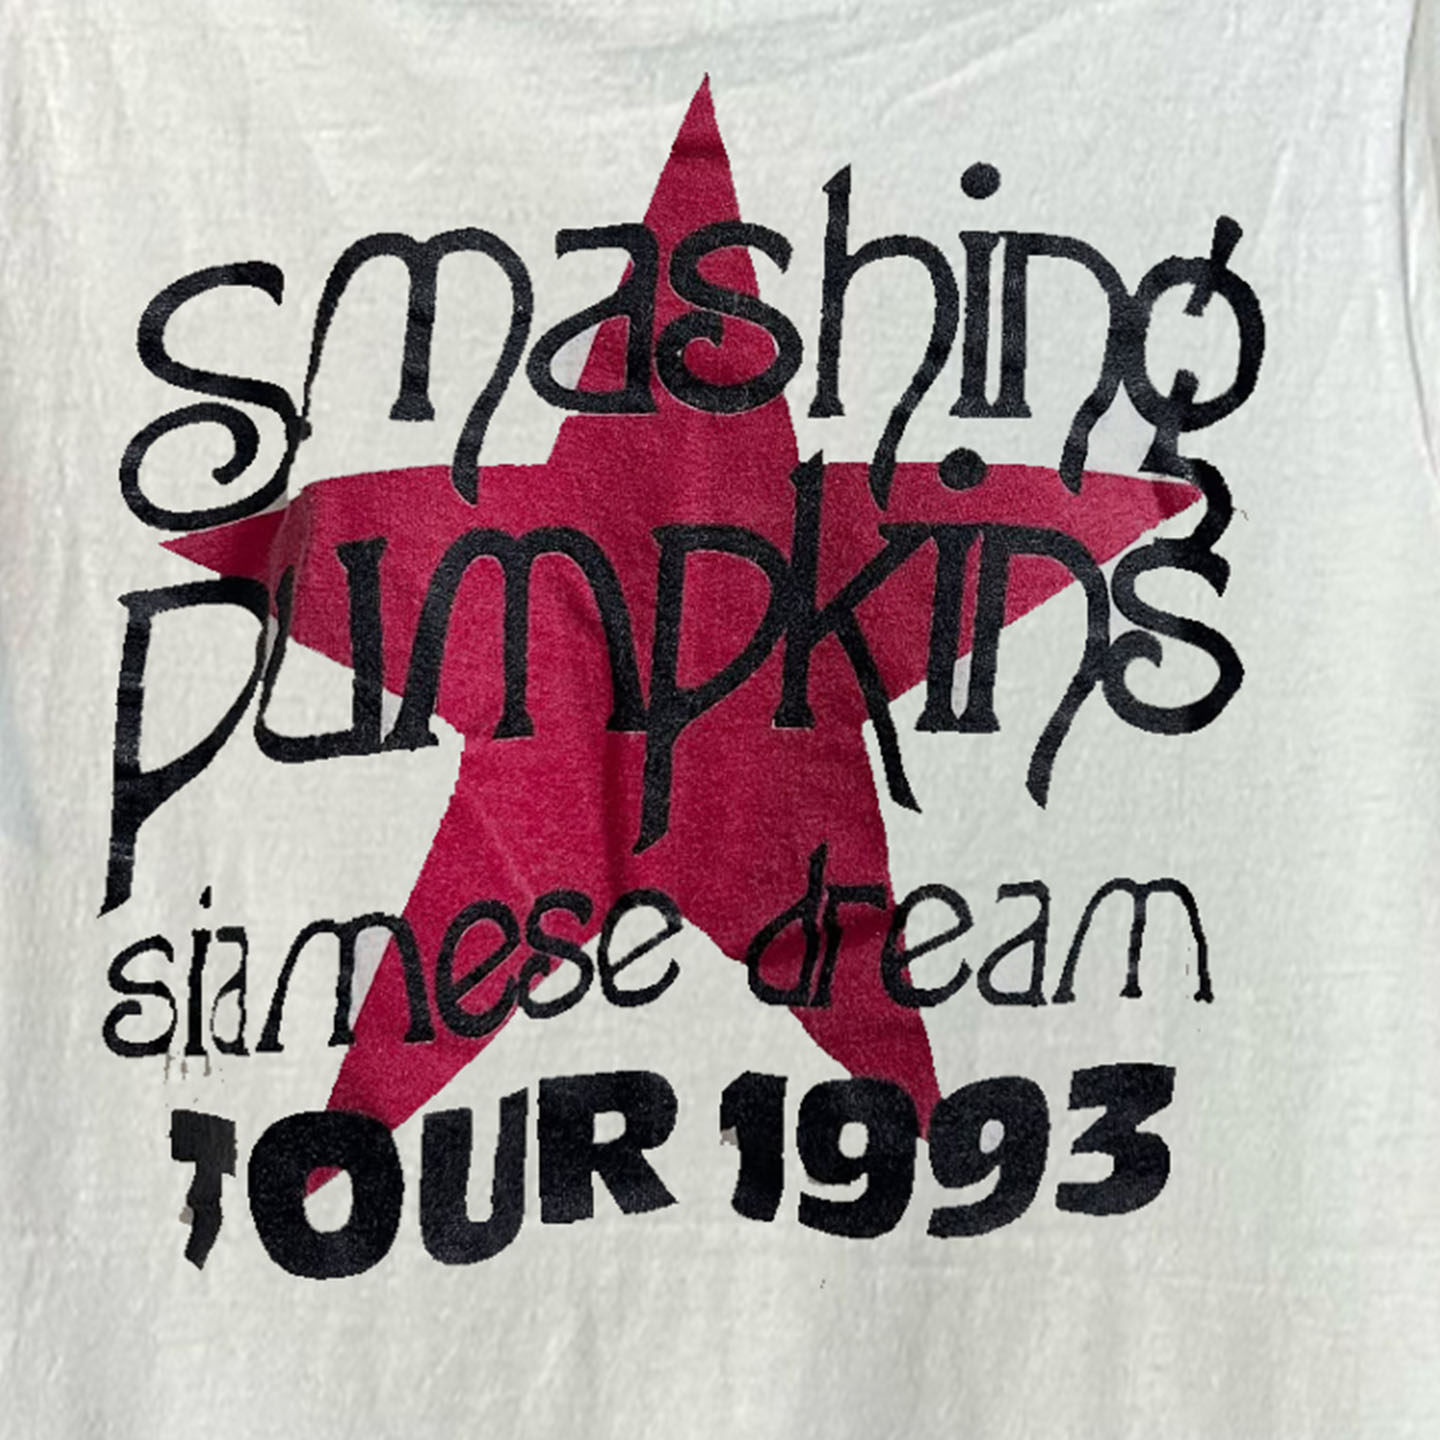 smashing
pumpkins
siamese dream
TOUR 1993